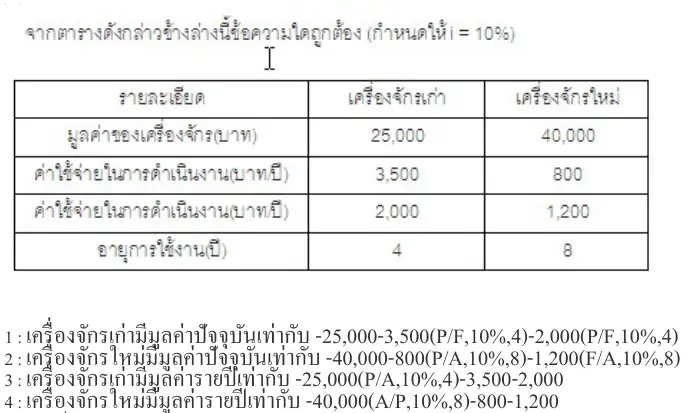 จากตารางดังกล่าวข้างล่างนี้ข้อความใดถูกต้อง (กำหนดให้ i = 10%)
รายละเอียด เครื่องจักรเก่า เครื่องจักรใหม่
มูลค่าของเครื่องจักร(บาท) 25,000 40,000
ค่าใช้จ่ายในการดำเนินงาน(บาท/ปี) 3,500 800
ค่าใช้จ่ายในการดำเนินงาน(บาท/ปี) 2,000 1,200
อายุการใช้งาน(ปี) 4 8
1 : เครื่องจักรเก่ามีมูลค่าปัจจุบันเท่ากับ -25,000-3,500(P/F,10%,4)-2,000(P/F,10%,4)
2 : เครื่องจักรใหม่มีมูลค่าปัจจุบันเท่ากับ -40,000-800(P/A,10%,8)-1,200(F/A,10%,8)
3 : เครื่องจักรเก่ามีมูลค่ารายปีเท่ากับ -25,000(P/A,10%,4)-3,500-2,000
4 : เครื่องจักรใหม่มีมูลค่ารายปีเท่ากับ -40,000(A/P,10%,8)-800-1,200